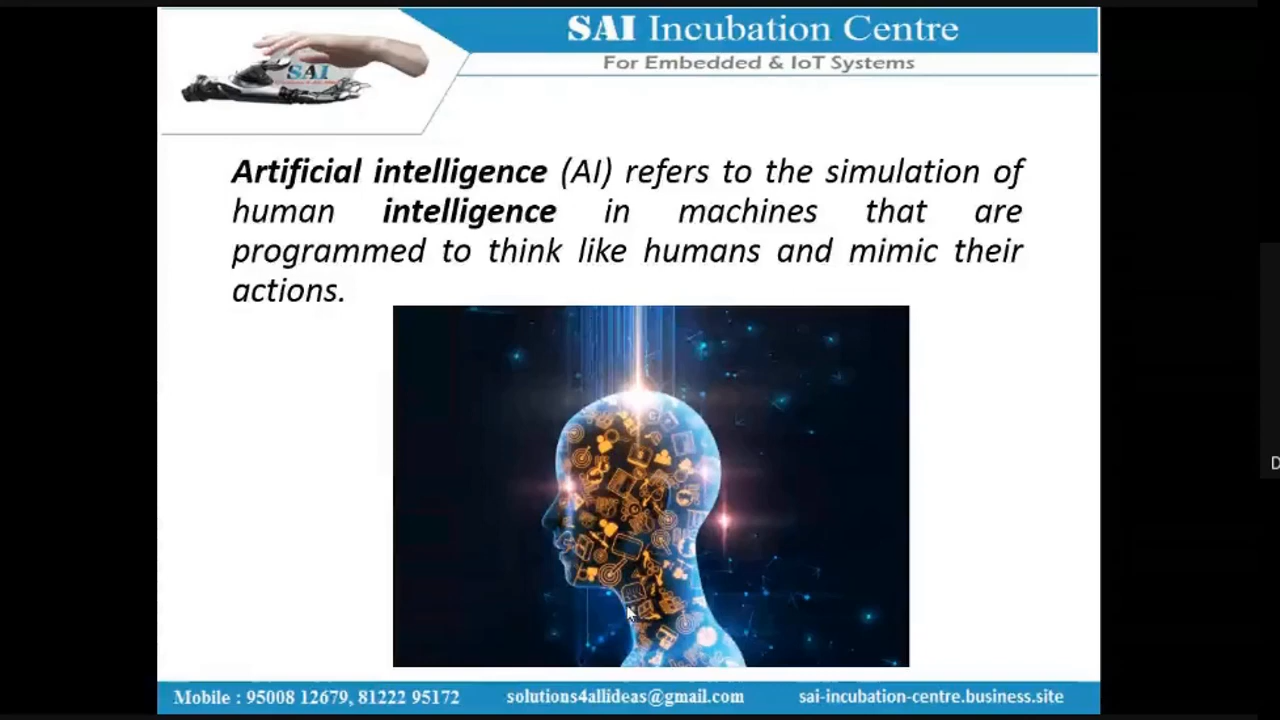 SAI Incubation Centre
For Embedded & IoT Systems
SAI
Artificial intelligence (AI) refers to the simulation of
human intelligence in machines that are
programmed to think like humans and mimic their
actions.
D
Mobile : 95008 12679, 81222 95172 solutions4allideas@gmail.com sai-incubation-centre.business.site